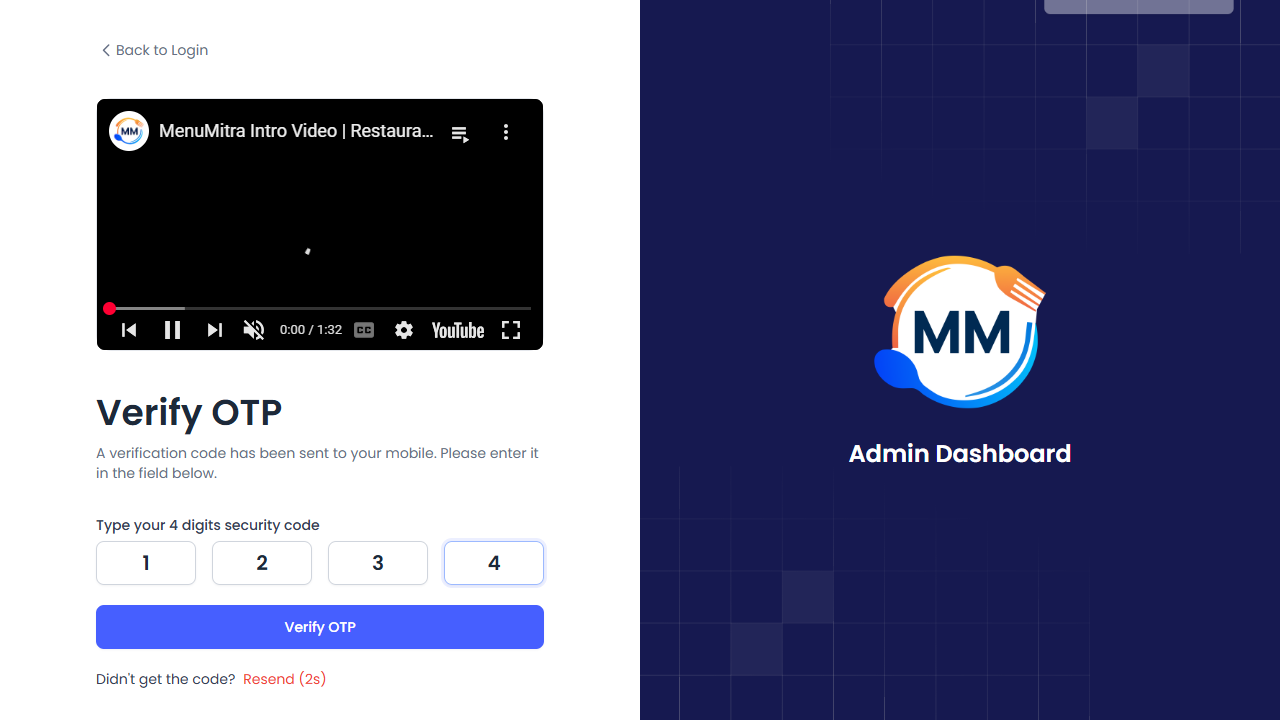 Back to Login
MM
MenuMitra Intro Video | Restaura...
0:00 / 1:32
CC
YouTube
Verify OTP
A verification code has been sent to your mobile. Please enter it
in the field below.
Type your 4 digits security code
1 2 3 4
Verify OTP
Didn't get the code? Resend (2s)
MM
Admin Dashboard